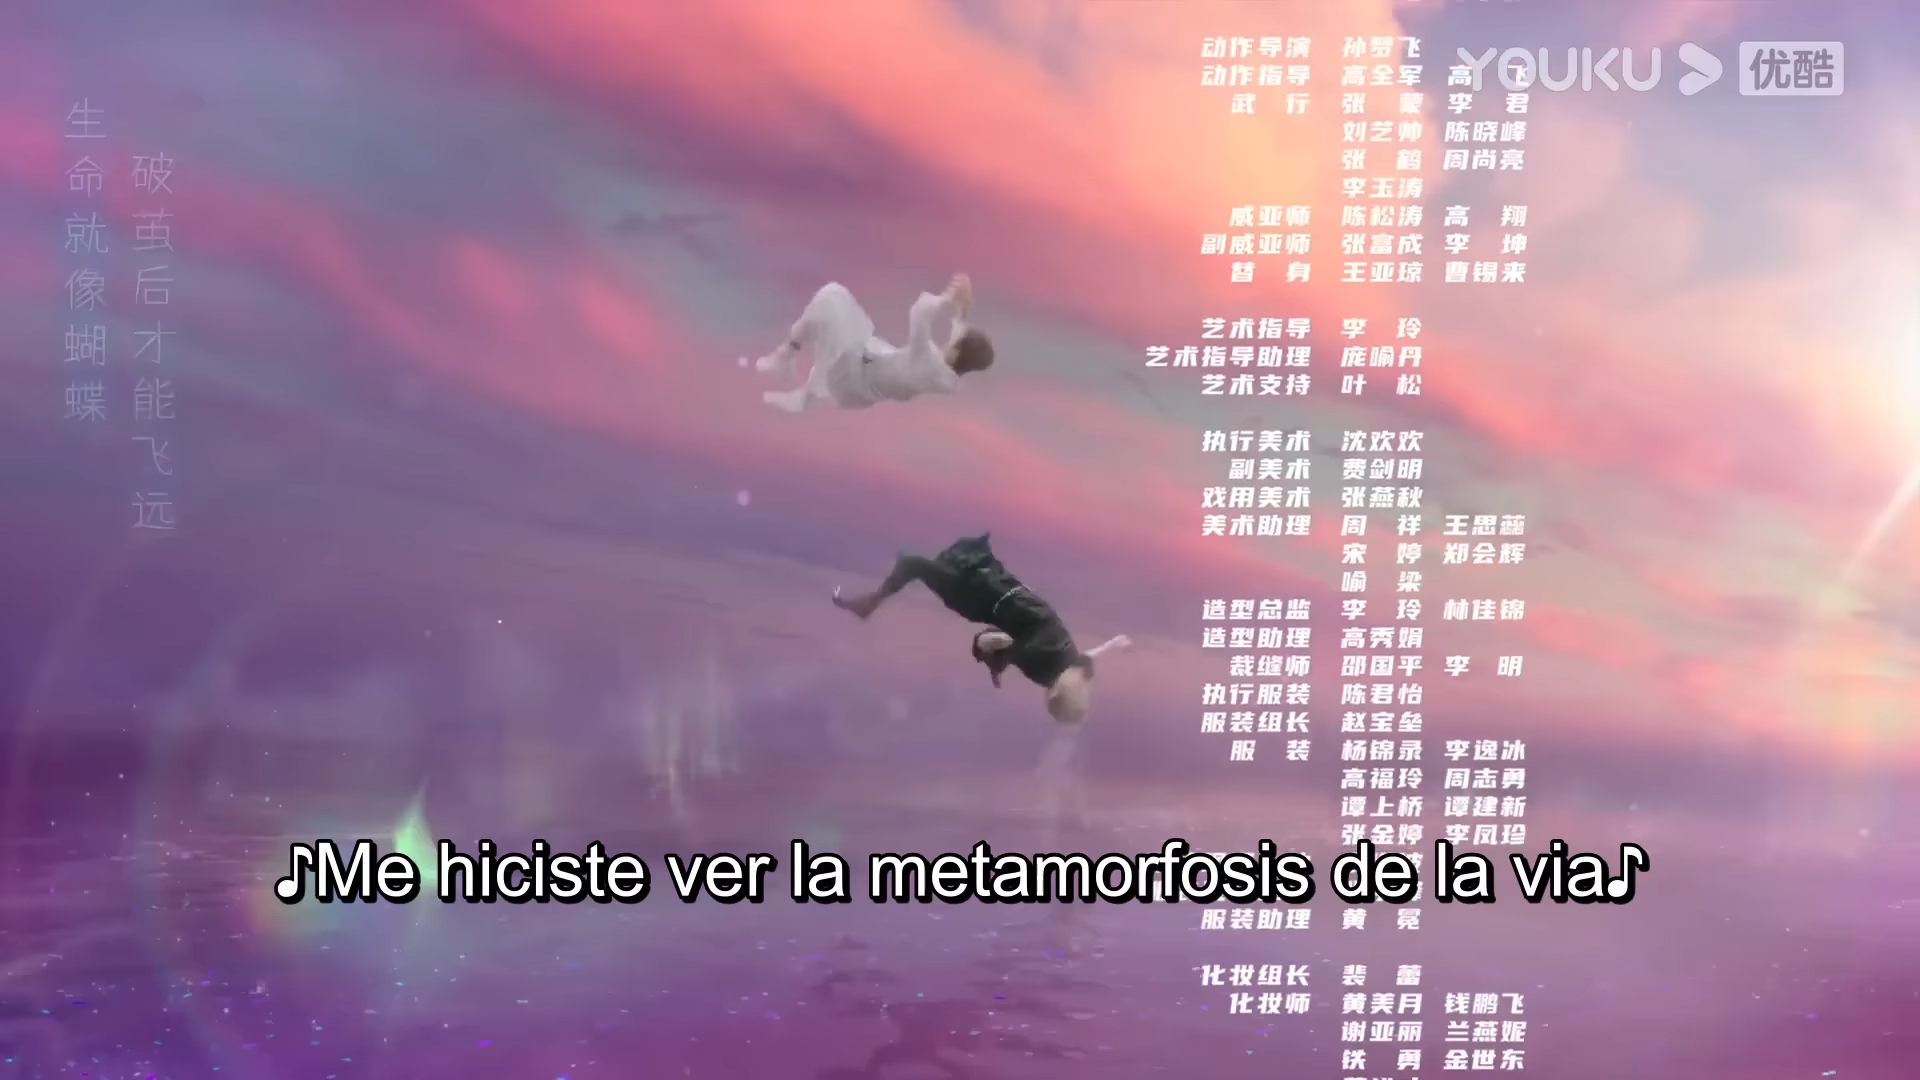 生命就像蝴蝶
破茧后才能飞远
YOUKU 优酷
动作导演 孙梦飞
动作指导 高全军 高 飞
武 行 张 蒙 李 君
刘艺帅 陈晓峰
张 鹤 周尚亮
李玉涛
威亚师 陈松涛 高 翔
副威亚师 张富成 李 坤
替 身 王亚琼 曹锡来
艺术指导 李 玲
艺术指导助理 庞喻丹
艺术支持 叶 松
执行美术 沈欢欢
副美术 费剑明
戏用美术 张燕秋
美术助理 周 祥 王思蕊
宋 婷 郑会辉
喻 梁
造型总监 李 玲 林佳锦
造型助理 高秀娟
裁缝师 邵国平 李 明
执行服装 陈君怡
服装组长 赵宝垒
服 装 杨锦录 李逸冰
高福玲 周志勇
谭上桥 谭建新
张金婷 李凤珍
♪Me hiciste ver la metamorfosis de la via♪
服装助理 黄 冕
化妆组长 裴 蕾
化妆师 黄美月 钱鹏飞
谢亚丽 兰燕妮
铁 勇 金世东